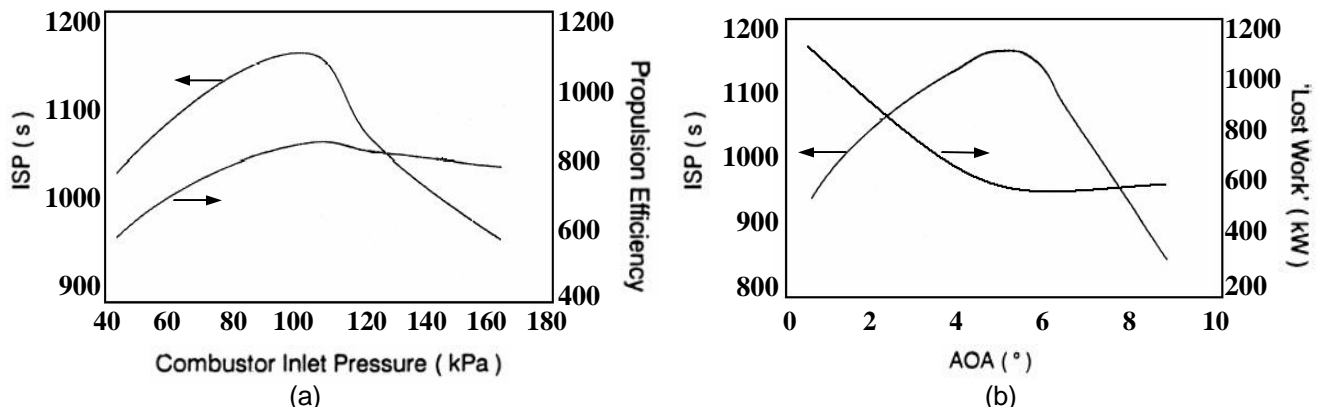 1200
1100
1000
900
ISP ( s )
1200
1000
800
600
400
Propulsion Efficiency
40 60 80 100 120 140 160 180
Combustor Inlet Pressure ( kPa )
(a)
1200
1100
1000
900
800
ISP ( s )
1200
1000
800
600
400
200
'Lost Work' ( kW )
0 2 4 6 8 10
AOA ( ° )
(b)